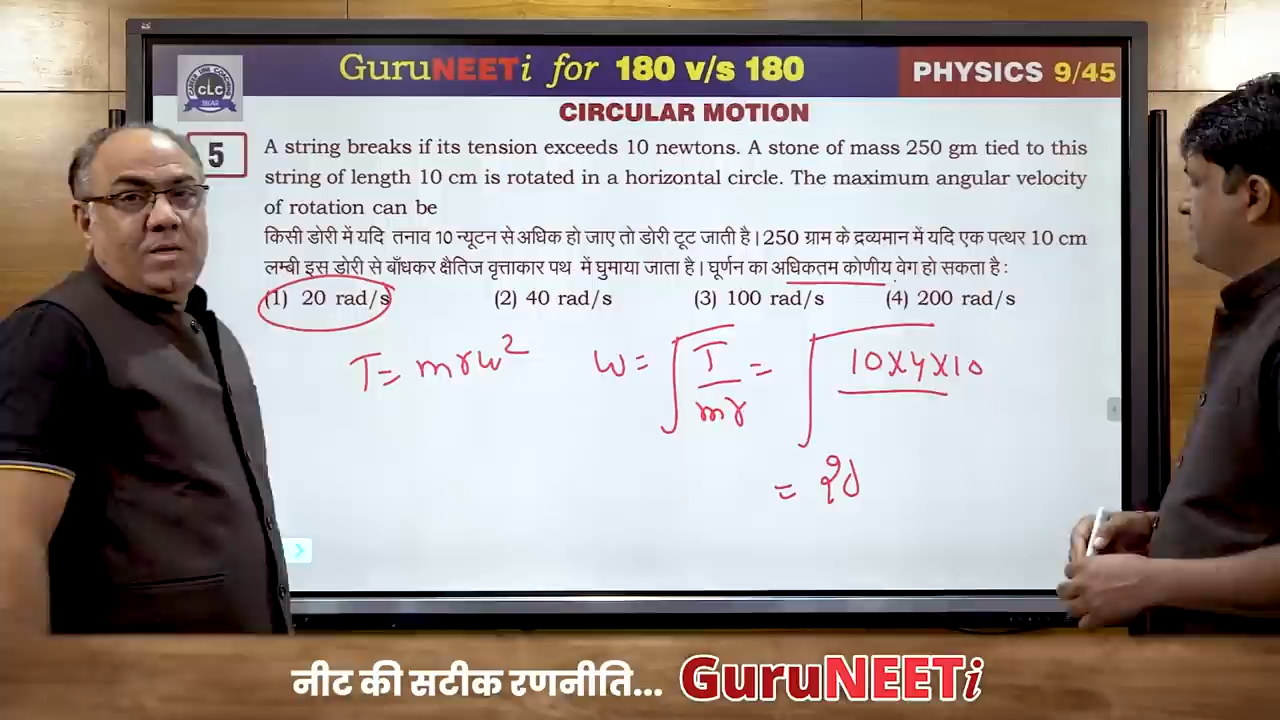 GuruNEETi for 180 v/s 180
PHYSICS 9/45
CLC
SIKAR
CIRCULAR MOTION
5
A string breaks if its tension exceeds 10 newtons. A stone of mass 250 gm tied to this
string of length 10 cm is rotated in a horizontal circle. The maximum angular velocity
of rotation can be
किसी डोरी में यदि तनाव 10 न्यूटन से अधिक हो जाए तो डोरी टूट जाती है। 250 ग्राम के द्रव्यमान में यदि एक पत्थर 10 cm
लम्बी इस डोरी से बाँधकर क्षैतिज वृत्ताकार पथ में घुमाया जाता है। घूर्णन का अधिकतम कोणीय वेग हो सकता है :
(1) 20 rad/s (2) 40 rad/s (3) 100 rad/s (4) 200 rad/s
T = mrω² ω = √(T/mr) = √(10×4×10)
= 20
नीट की सटीक रणनीति... GuruNEETi